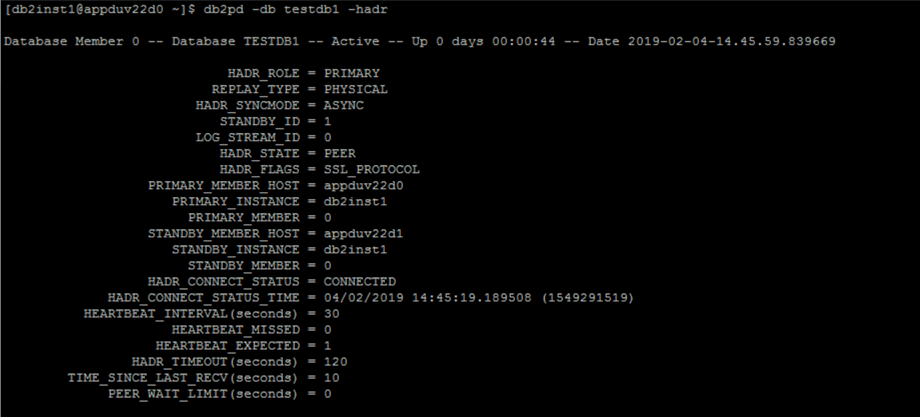 [db2inst1@appduv22d0 ~]$ db2pd -db testdb1 -hadr
Database Member 0 -- Database TESTDB1 -- Active -- Up 0 days 00:00:44 -- Date 2019-02-04-14.45.59.839669
HADR_ROLE = PRIMARY
REPLAY_TYPE = PHYSICAL
HADR_SYNCMODE = ASYNC
STANDBY_ID = 1
LOG_STREAM_ID = 0
HADR_STATE = PEER
HADR_FLAGS = SSL_PROTOCOL
PRIMARY_MEMBER_HOST = appduv22d0
PRIMARY_INSTANCE = db2inst1
PRIMARY_MEMBER = 0
STANDBY_MEMBER_HOST = appduv22d1
STANDBY_INSTANCE = db2inst1
STANDBY_MEMBER = 0
HADR_CONNECT_STATUS = CONNECTED
HADR_CONNECT_STATUS_TIME = 04/02/2019 14:45:19.189508 (1549291519)
HEARTBEAT_INTERVAL(seconds) = 30
HEARTBEAT_MISSED = 0
HEARTBEAT_EXPECTED = 1
HADR_TIMEOUT(seconds) = 120
TIME_SINCE_LAST_RECV(seconds) = 10
PEER_WAIT_LIMIT(seconds) = 0